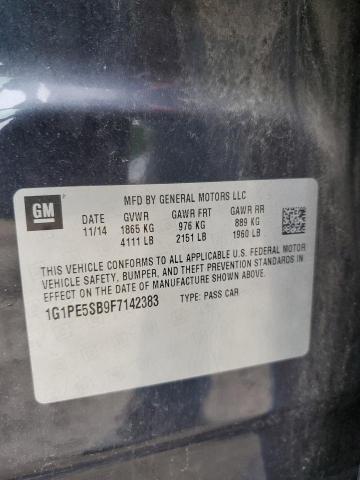 GM
MFD BY GENERAL MOTORS LLC
DATE GVWR GAWR FRT GAWR RR
11/14 1865 KG 976 KG 889 KG
4111 LB 2151 LB 1960 LB
THIS VEHICLE CONFORMS TO ALL APPLICABLE U.S. FEDERAL MOTOR
VEHICLE SAFETY, BUMPER, AND THEFT PREVENTION STANDARDS IN
EFFECT ON THE DATE OF MANUFACTURE SHOWN ABOVE.
1G1PE5SB9F7142383 TYPE: PASS CAR